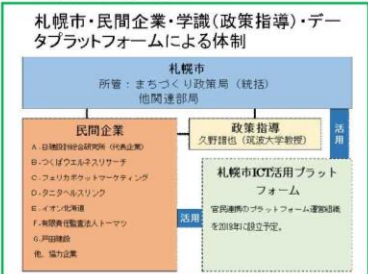 札幌市・民間企業・学識(政策指導)・デー
タプラットフォームによる体制
札幌市
所管：まちづくり政策局（統括）
他関連部局
民間企業
A．日建設計総合研究所（代表企業）
B．つくばウエルネスリサーチ
C．フェリカポケットマーケティング
D．タニタヘルスリンク
E．イオン北海道
F．有限責任監査法人トーマツ
G．戸田建設
他、協力企業
政策指導
久野譜也（筑波大学教授）
活用
札幌市ICT活用プラット
フォーム
官民連携のプラットフォーム運営組織
を2019年に設立予定。
活用